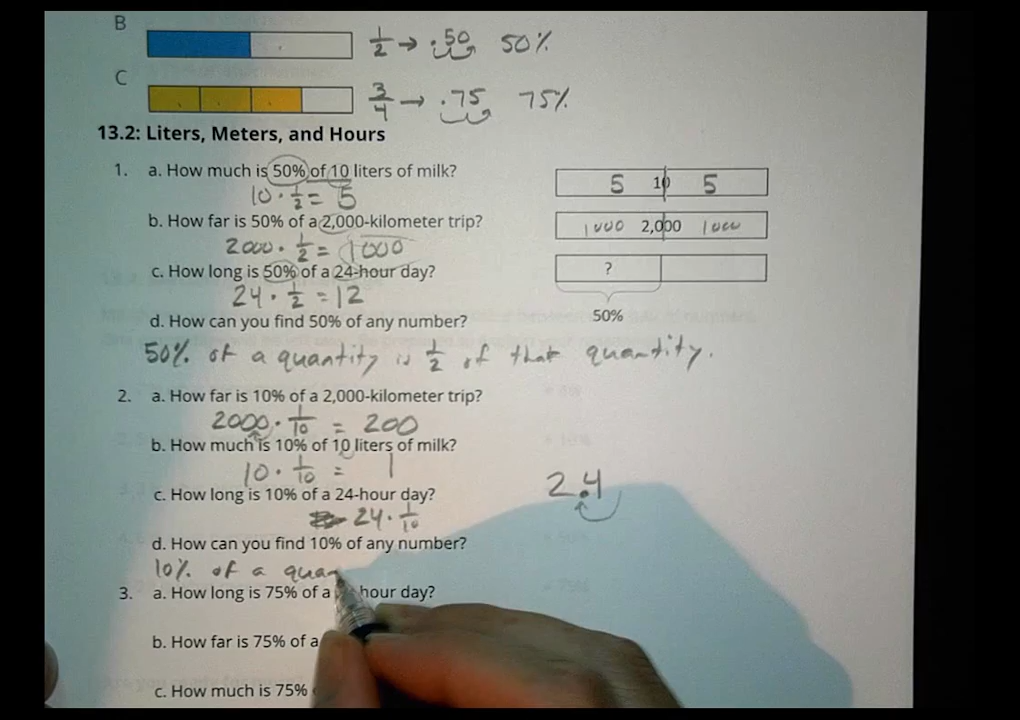 B
1/2 → .50 50%
C
3/4 → .75 75%
13.2: Liters, Meters, and Hours
1. a. How much is 50% of 10 liters of milk?
10 · 1/2 = 5
5 10 5
b. How far is 50% of a 2,000-kilometer trip?
2000 · 1/2 = 1000
1000 2,000 1000
c. How long is 50% of a 24-hour day?
24 · 1/2 = 12
?
50%
d. How can you find 50% of any number?
50% of a quantity is 1/2 of that quantity.
2. a. How far is 10% of a 2,000-kilometer trip?
2000 · 1/10 = 200
b. How much is 10% of 10 liters of milk?
10 · 1/10 = 1
c. How long is 10% of a 24-hour day?
2.4
24 · 1/10
d. How can you find 10% of any number?
10% of a quan
3. a. How long is 75% of a hour day?
b. How far is 75% of a
c. How much is 75%